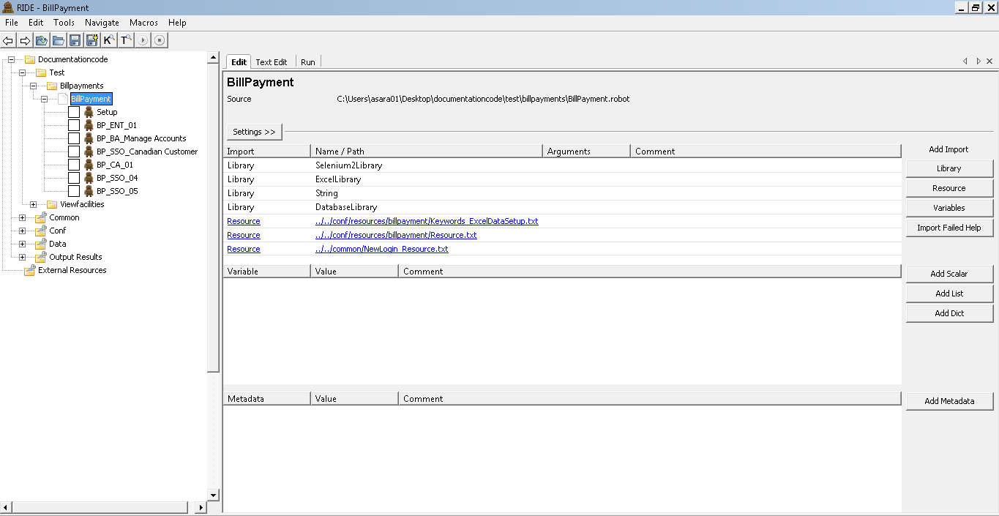 RIDE - BillPayment
File Edit Tools Navigate Macros Help
K T
Documentationcode
Test
Billpayments
BillPayment
Setup
BP_ENT_01
BP_BA_Manage Accounts
BP_SSO_Canadian Customer
BP_CA_01
BP_SSO_04
BP_SSO_05
Viewfacilities
Common
Conf
Data
Output Results
External Resources
Edit Text Edit Run
BillPayment
Source C:\Users\asara01\Desktop\documentationcode\test\billpayments\BillPayment.robot
Settings >>
Import Name / Path Arguments Comment
Library Selenium2Library
Library ExcelLibrary
Library String
Library DatabaseLibrary
Resource ../../conf/resources/billpayment/Keywords_ExcelDataSetup.txt
Resource ../../conf/resources/billpayment/Resource.txt
Resource ../../common/NewLogin_Resource.txt
Add Import
Library
Resource
Variables
Import Failed Help
Variable Value Comment
Add Scalar
Add List
Add Dict
Metadata Value Comment
Add Metadata